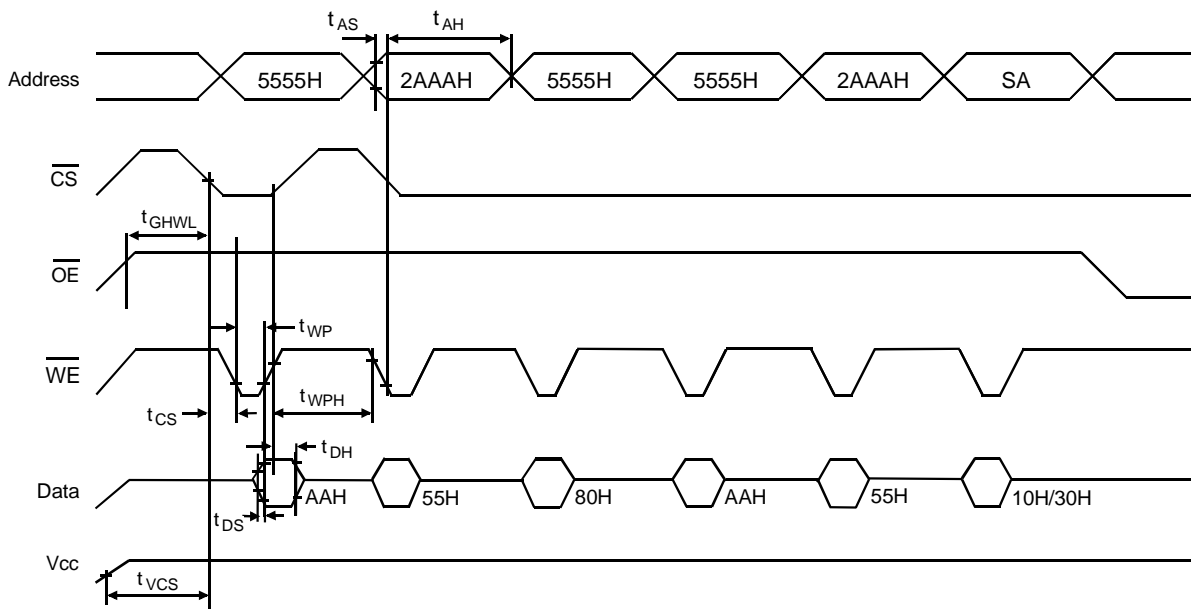 tAS tAH
Address 5555H 2AAAH 5555H 5555H 2AAAH SA
CS
tGHWL
OE
tWP
WE
tWPH
tCS
tDH
Data AAH 55H 80H AAH 55H 10H/30H
tDS
Vcc
tVCS